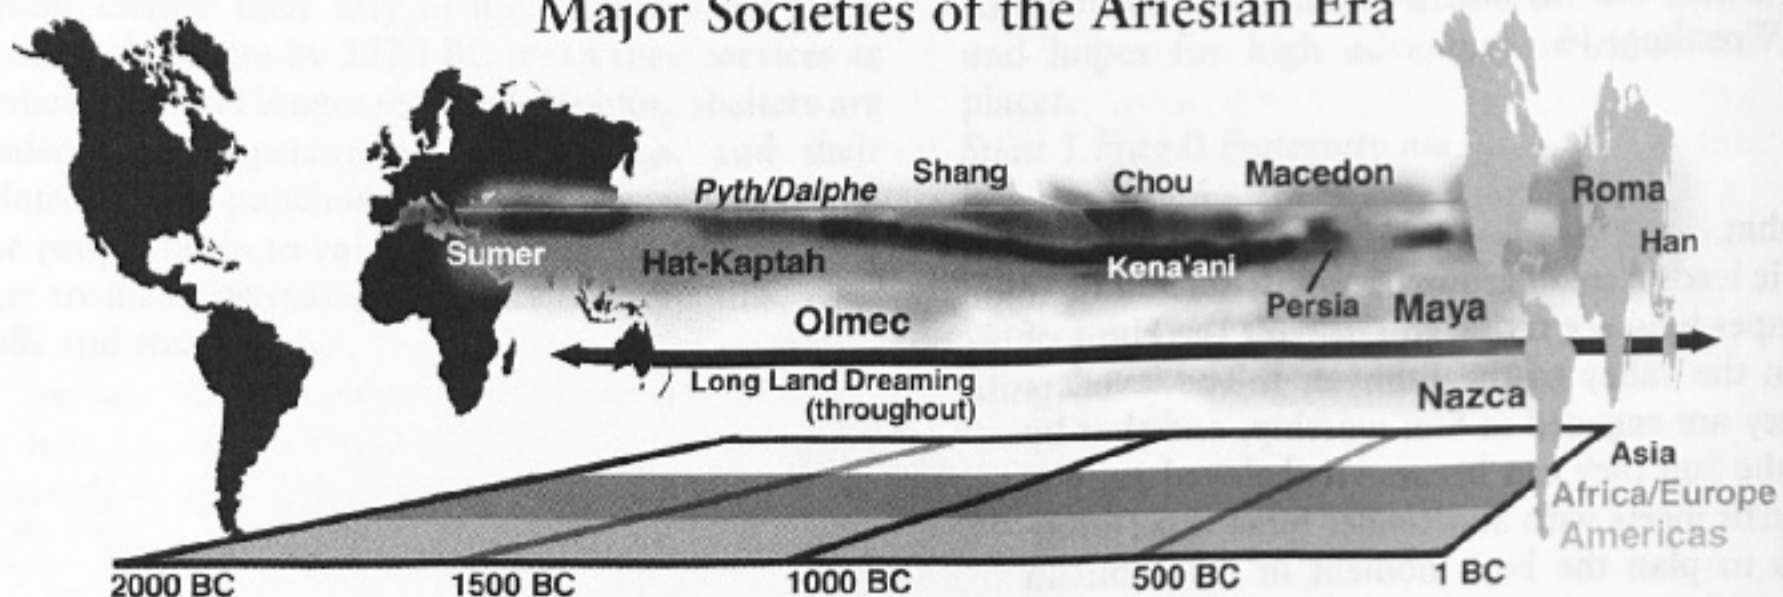 Major Societies of the Ariesian Era
Pyth/Dalphe
Shang
Chou
Macedon
Roma
Sumer
Hat-Kaptah
Kena'ani
Han
Olmec
Persia
Maya
Long Land Dreaming
(throughout)
Nazca
Asia
Africa/Europe
Americas
2000 BC
1500 BC
1000 BC
500 BC
1 BC